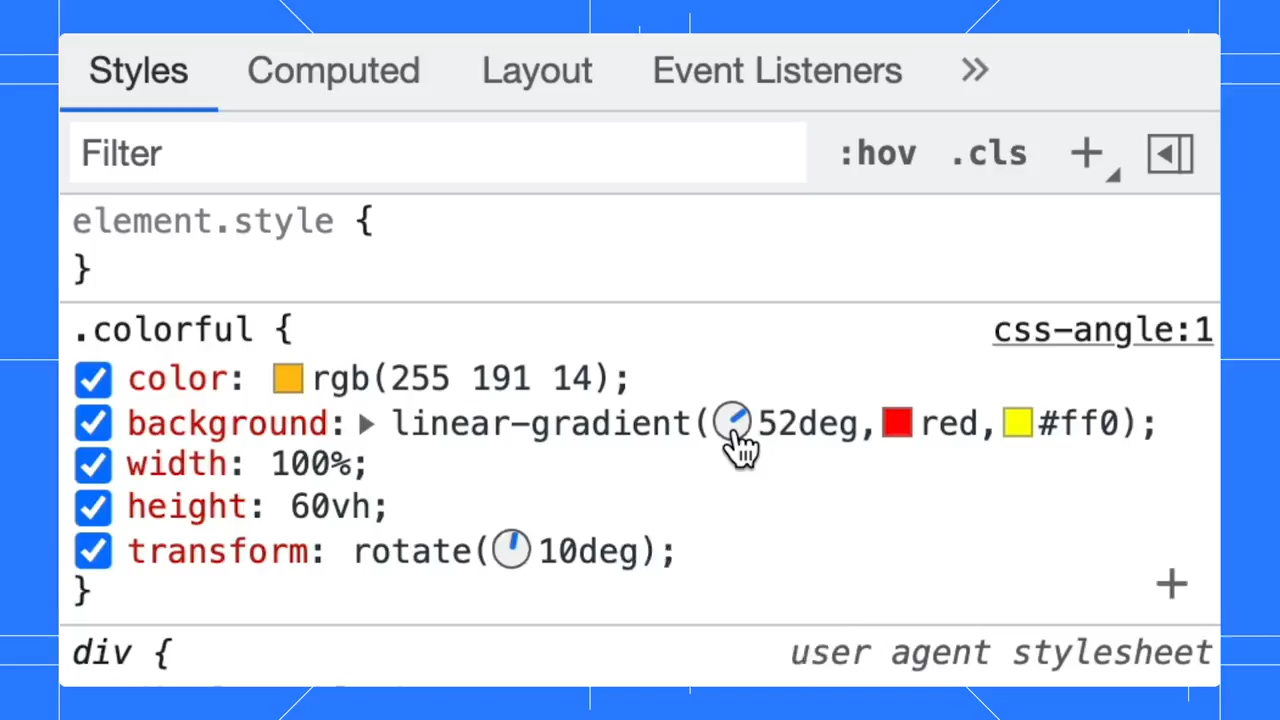 Styles Computed Layout Event Listeners »
Filter :hov .cls +
element.style {
}
.colorful { css-angle:1
color: rgb(255 191 14);
background: linear-gradient(52deg, red, #ff0);
width: 100%;
height: 60vh;
transform: rotate(10deg);
}
+
div { user agent stylesheet